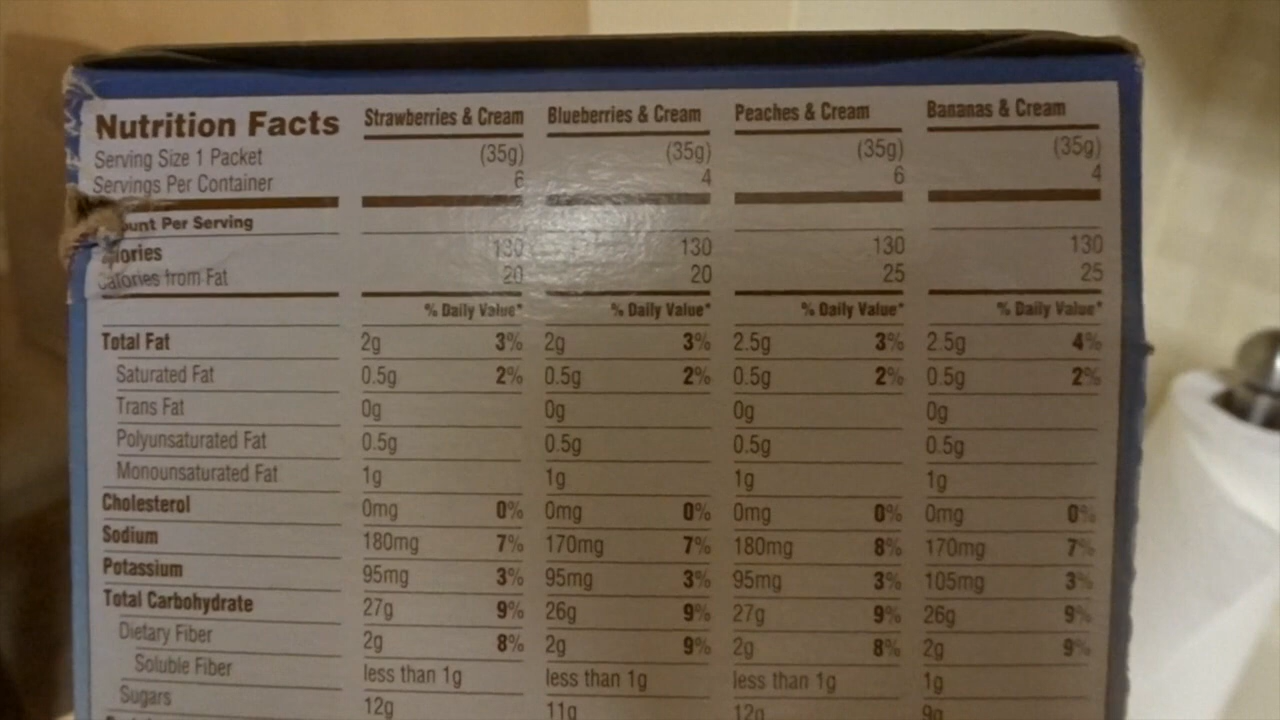 Nutrition Facts Strawberries & Cream Blueberries & Cream Peaches & Cream Bananas & Cream
Serving Size 1 Packet (35g) (35g) (35g) (35g)
Servings Per Container 6 4 6 4
ount Per Serving
lories 130 130 130 130
Calories from Fat 20 20 25 25
% Daily Value* % Daily Value* % Daily Value* % Daily Value*
Total Fat 2g 3% 2g 3% 2.5g 3% 2.5g 4%
Saturated Fat 0.5g 2% 0.5g 2% 0.5g 2% 0.5g 2%
Trans Fat 0g 0g 0g 0g
Polyunsaturated Fat 0.5g 0.5g 0.5g 0.5g
Monounsaturated Fat 1g 1g 1g 1g
Cholesterol 0mg 0% 0mg 0% 0mg 0% 0mg 0%
Sodium 180mg 7% 170mg 7% 180mg 8% 170mg 7%
Potassium 95mg 3% 95mg 3% 95mg 3% 105mg 3%
Total Carbohydrate 27g 9% 26g 9% 27g 9% 26g 9%
Dietary Fiber 2g 8% 2g 9% 2g 8% 2g 9%
Soluble Fiber less than 1g less than 1g less than 1g 1g
Sugars 12g 11g 12g 9g